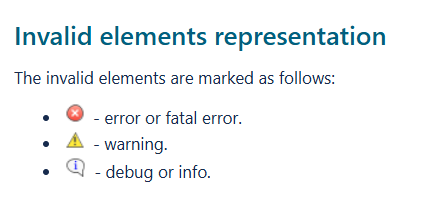 Invalid elements representation
The invalid elements are marked as follows:
- error or fatal error.
- warning.
- debug or info.